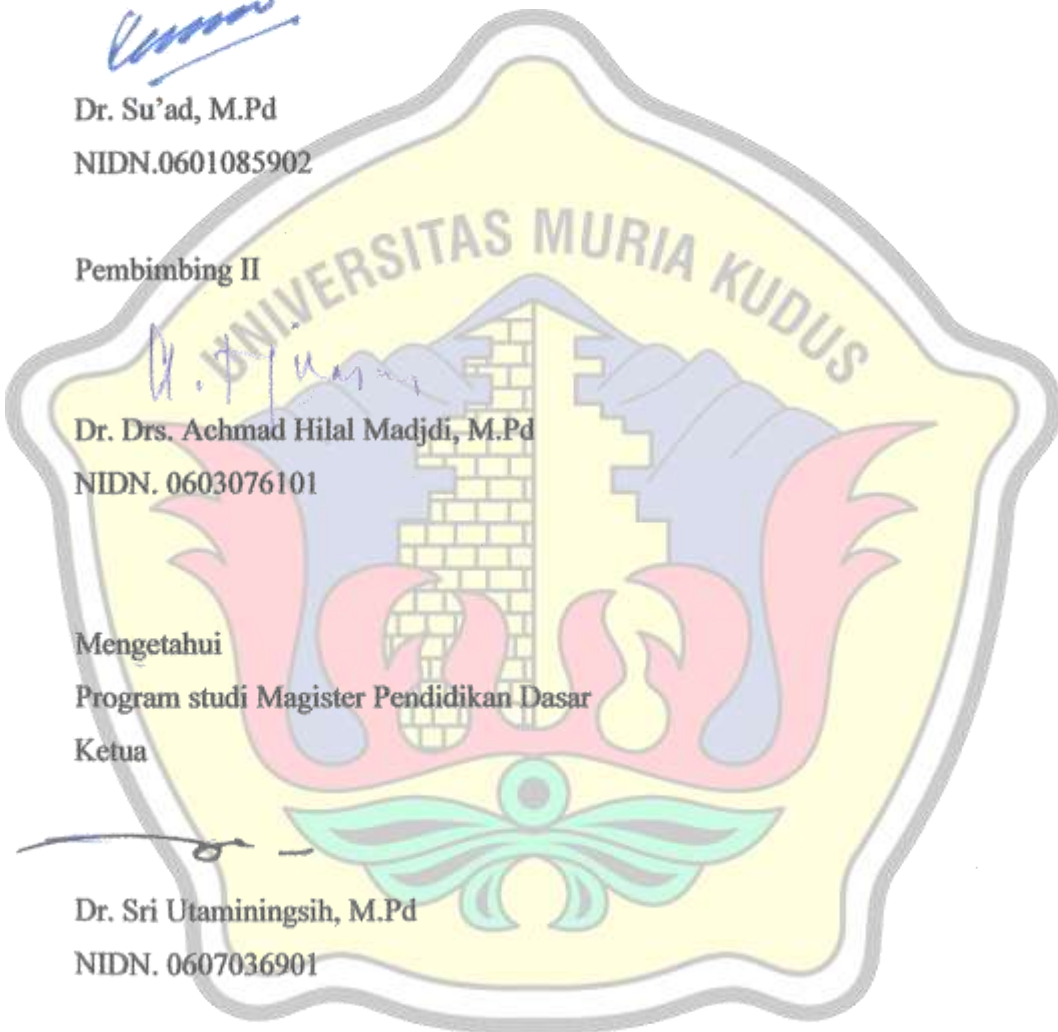 Dr. Su'ad, M.Pd
NIDN.0601085902
UNIVERSITAS MURIA KUDUS
Pembimbing II
Dr. Drs. Achmad Hilal Madjdi, M.Pd
NIDN. 0603076101
Mengetahui
Program studi Magister Pendidikan Dasar
Ketua
Dr. Sri Utaminingsih, M.Pd
NIDN. 0607036901